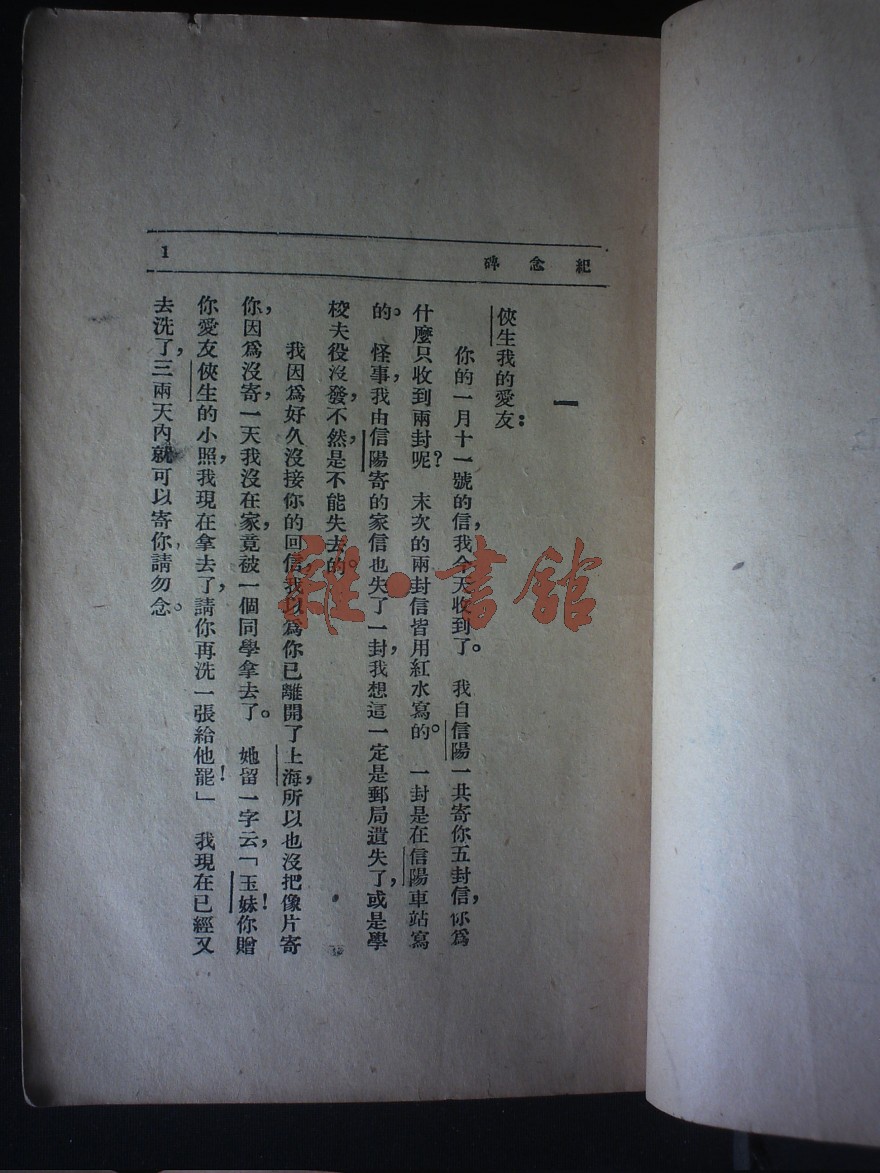 紀念碑
1
一
俠生我的愛友：
你的一月十一號的信，我今天收到了。 我自信陽一共寄你五封信，你爲
什麼只收到兩封呢？ 末次的兩封信皆用紅水寫的。 一封是在信陽車站寫
的。 怪事，我由信陽寄的家信也失了一封，我想這一定是郵局遺失了，或是學
校夫役沒發，不然是不能失去的。
我因爲好久沒接你的回信，我以爲你已離開了上海，所以也沒把像片寄
你，因爲沒寄，一天我沒在家，竟被一個同學拿去了。 她留一字云，「玉妹！你贈
你愛友俠生的小照，我現在拿去了，請你再洗一張給他罷！」 我現在已經又
去洗了，三兩天內就可以寄你，請勿念。
雜·書館